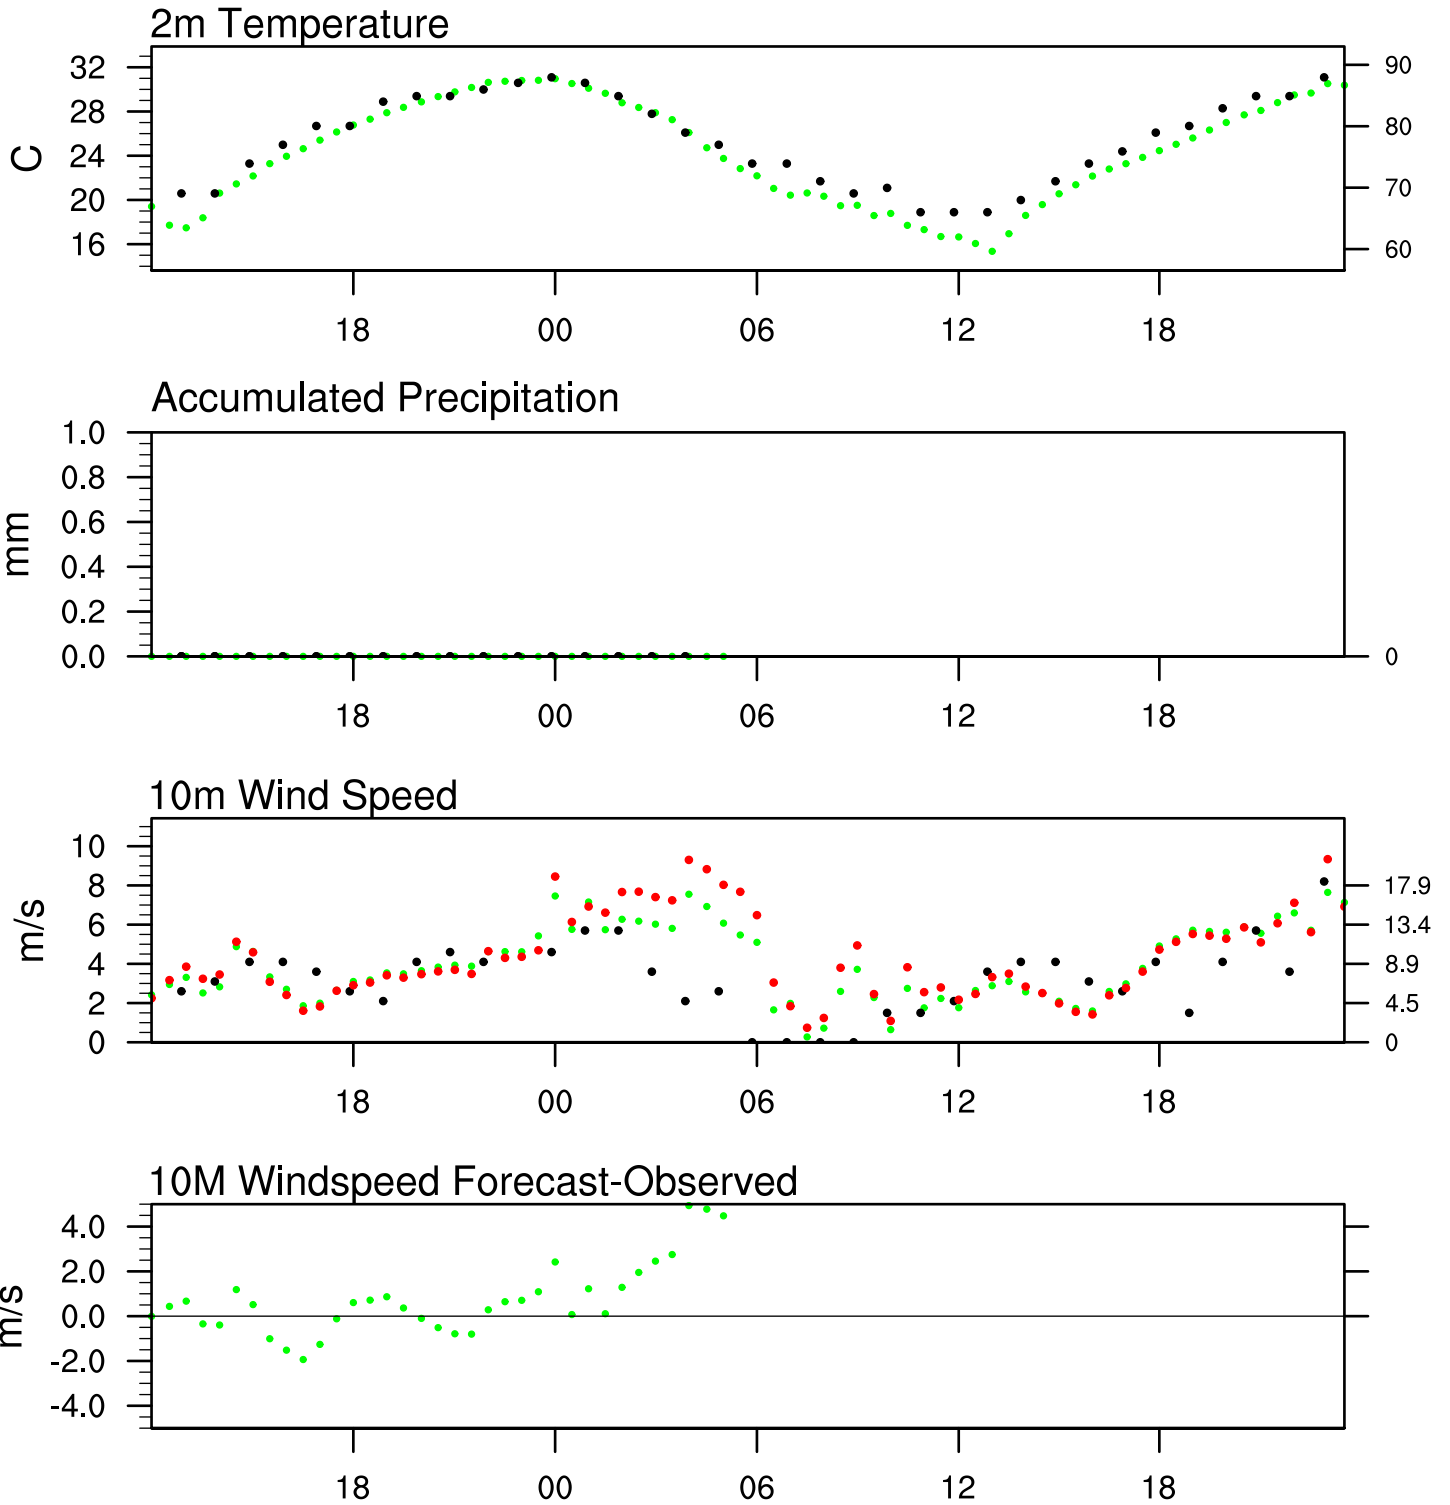 2m Temperature
C
32
28
24
20
16
90
80
70
60
18 00 06 12 18
Accumulated Precipitation
mm
1.0
0.8
0.6
0.4
0.2
0.0
0
18 00 06 12 18
10m Wind Speed
m/s
10
8
6
4
2
0
17.9
13.4
8.9
4.5
0
18 00 06 12 18
10M Windspeed Forecast-Observed
m/s
4.0
2.0
0.0
-2.0
-4.0
18 00 06 12 18